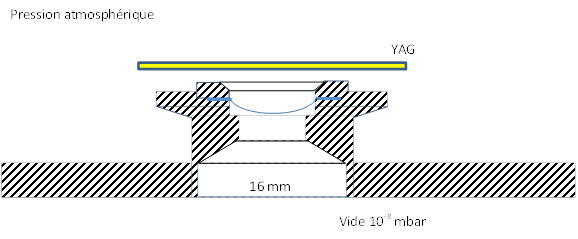 Pression atmosphérique
YAG
16 mm
Vide 10⁻⁸ mbar